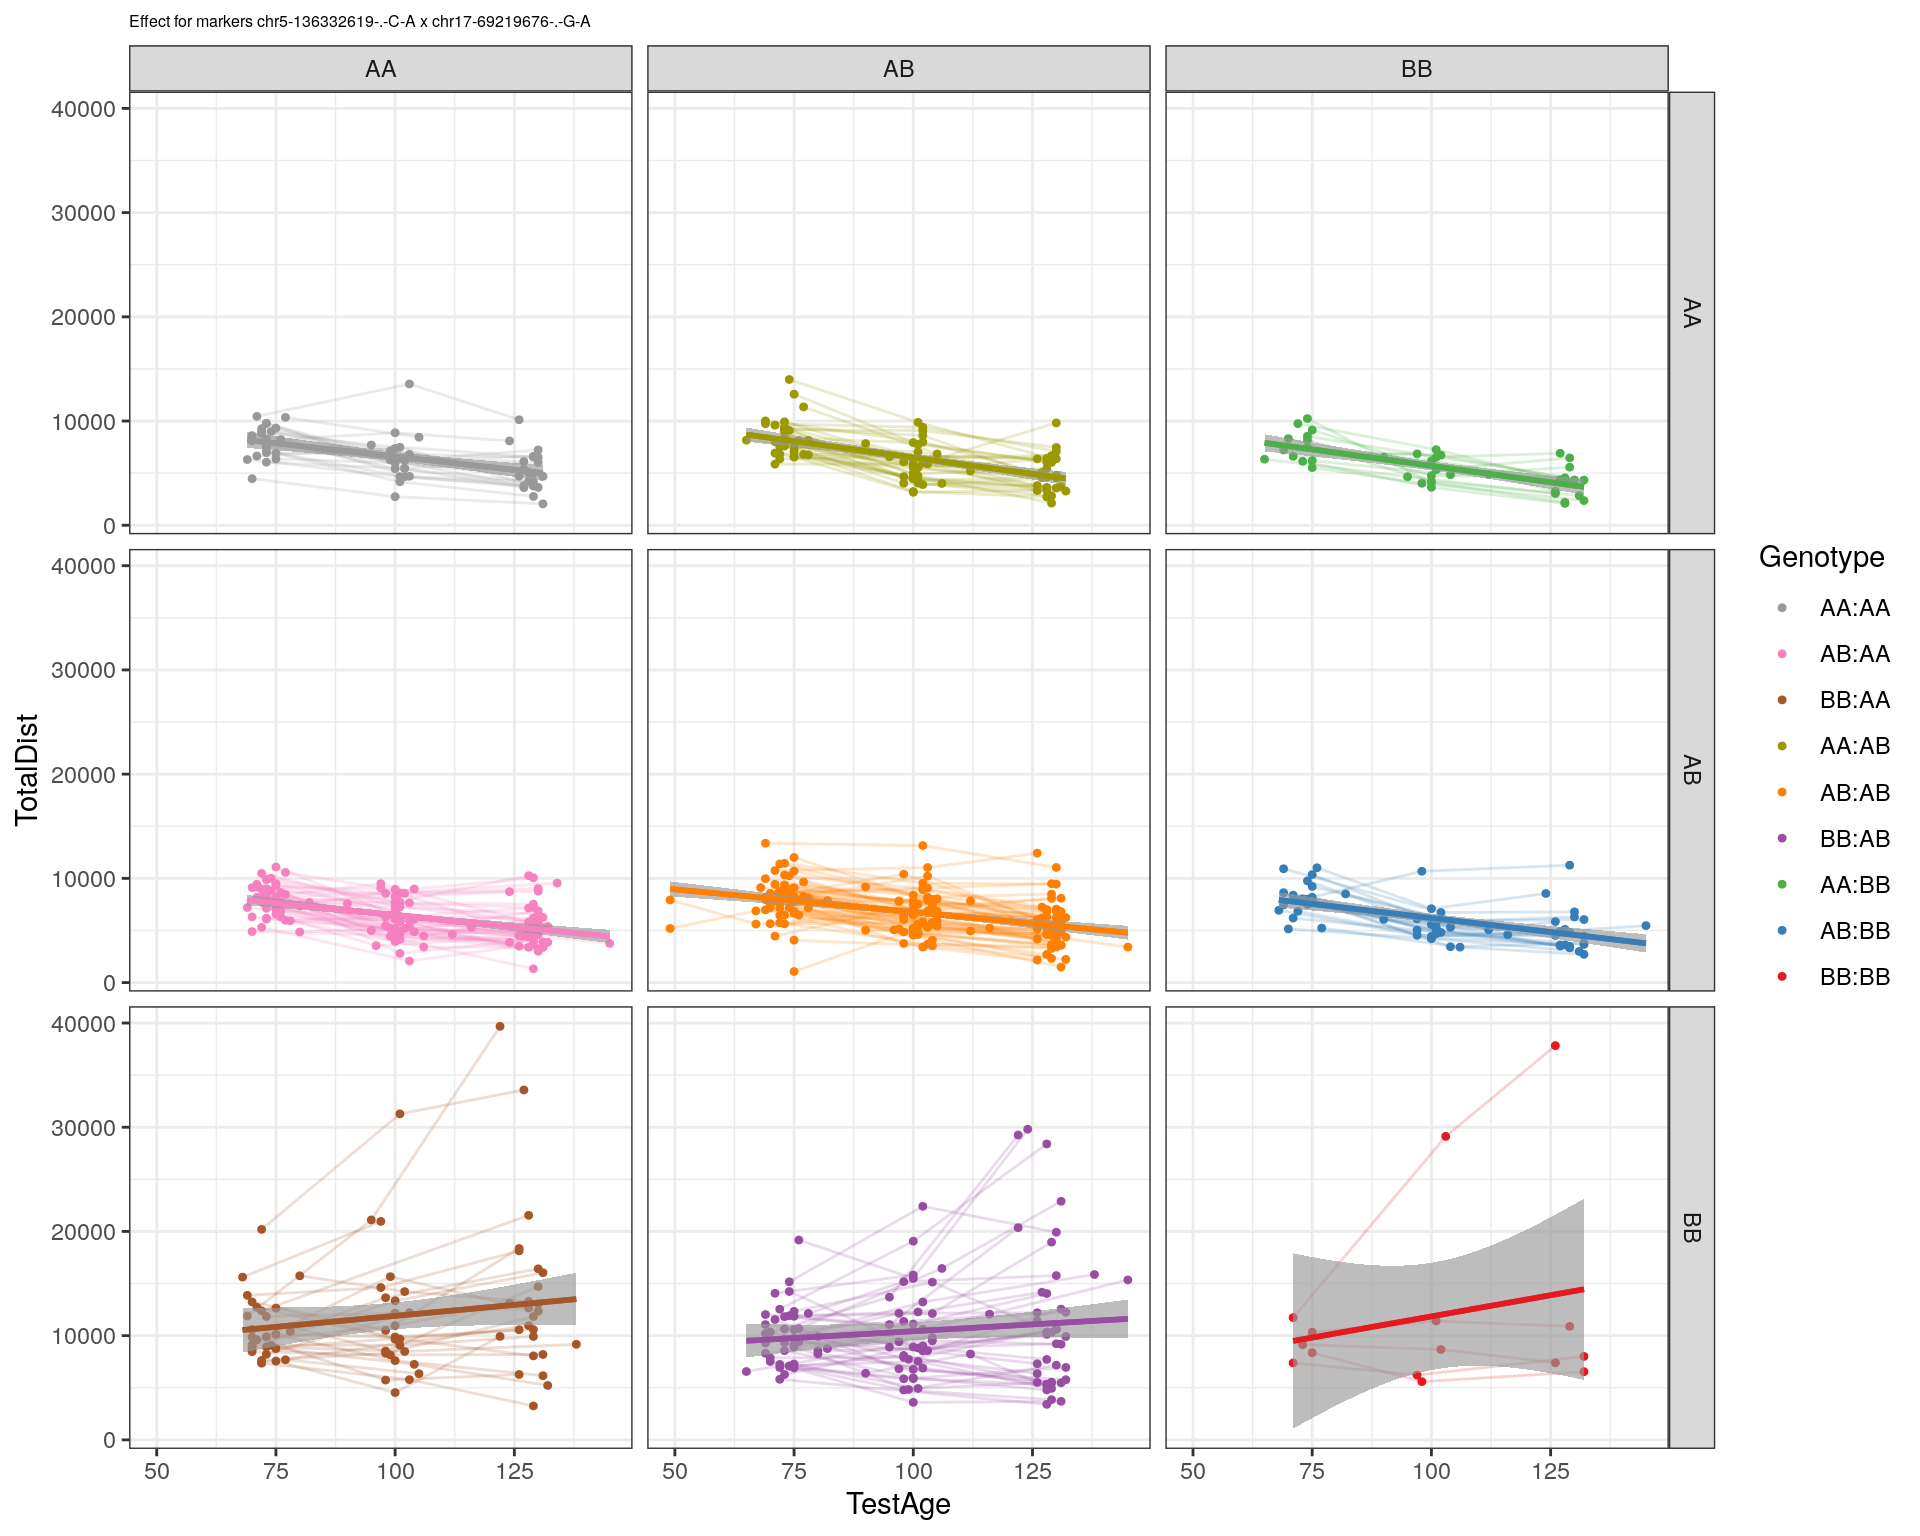 Effect for markers chr5-136332619-.-C-A x chr17-69219676-.-G-A
AA
AB
BB
40000
30000
20000
10000
0
AA
40000
30000
20000
10000
0
AB
40000
30000
20000
10000
0
BB
50
75
100
125
50
75
100
125
50
75
100
125
TestAge
TotalDist
Genotype
AA:AA
AB:AA
BB:AA
AA:AB
AB:AB
BB:AB
AA:BB
AB:BB
BB:BB